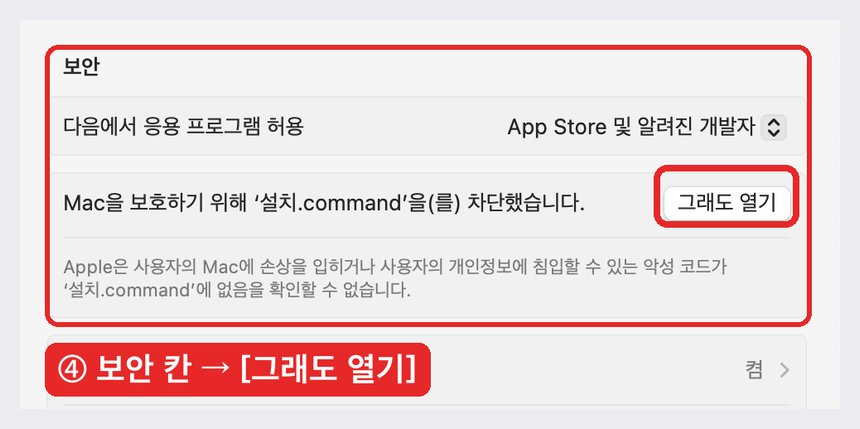 보안
다음에서 응용 프로그램 허용 App Store 및 알려진 개발자
Mac을 보호하기 위해 ‘설치.command’을(를) 차단했습니다. 그래도 열기
Apple은 사용자의 Mac에 손상을 입히거나 사용자의 개인정보에 침입할 수 있는 악성 코드가
‘설치.command’에 없음을 확인할 수 없습니다.
④ 보안 칸 → [그래도 열기] 켬